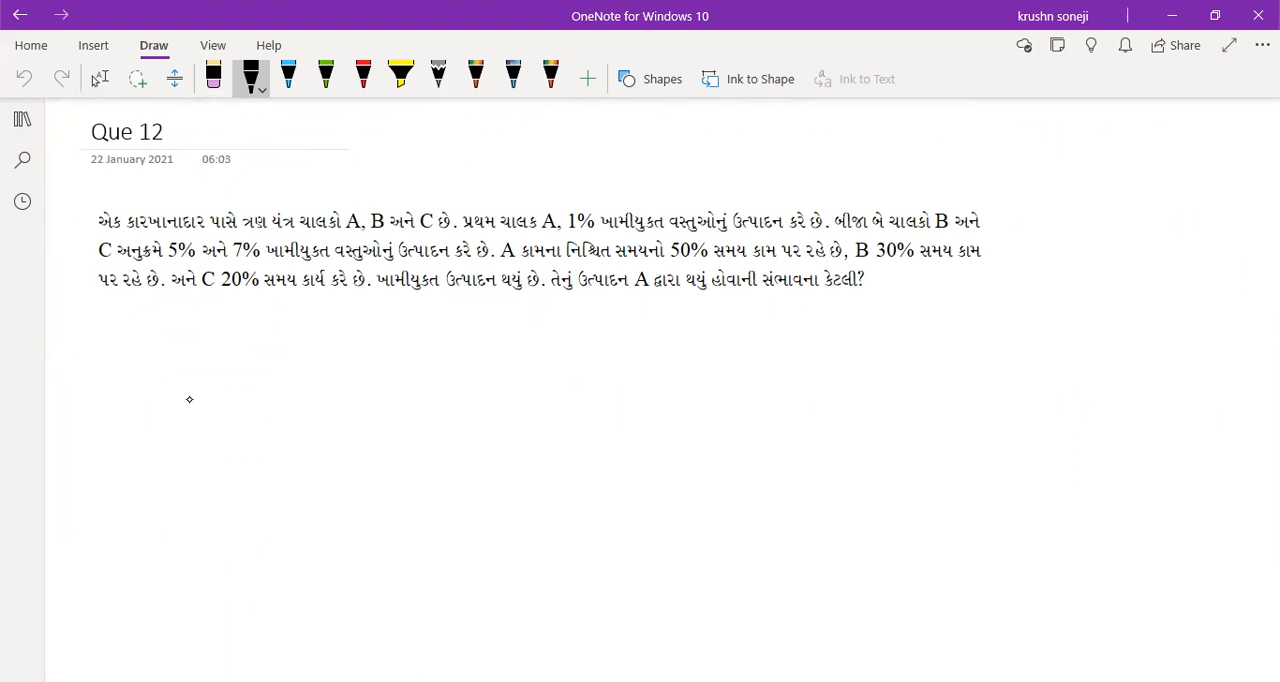 OneNote for Windows 10
krushn soneji
Home Insert Draw View Help
Share
Shapes Ink to Shape Ink to Text
Que 12
22 January 2021 06:03
એક કારખાનાદાર પાસે ત્રણ યંત્ર ચાલકો A, B અને C છે. પ્રથમ ચાલક A, 1% ખામીયુક્ત વસ્તુઓનું ઉત્પાદન કરે છે. બીજા બે ચાલકો B અને
C અનુક્રમે 5% અને 7% ખામીયુક્ત વસ્તુઓનું ઉત્પાદન કરે છે. A કામના નિશ્ચિત સમયનો 50% સમય કામ પર રહે છે, B 30% સમય કામ
પર રહે છે. અને C 20% સમય કાર્ય કરે છે. ખામીયુક્ત ઉત્પાદન થયું છે. તેનું ઉત્પાદન A દ્વારા થયું હોવાની સંભાવના કેટલી?